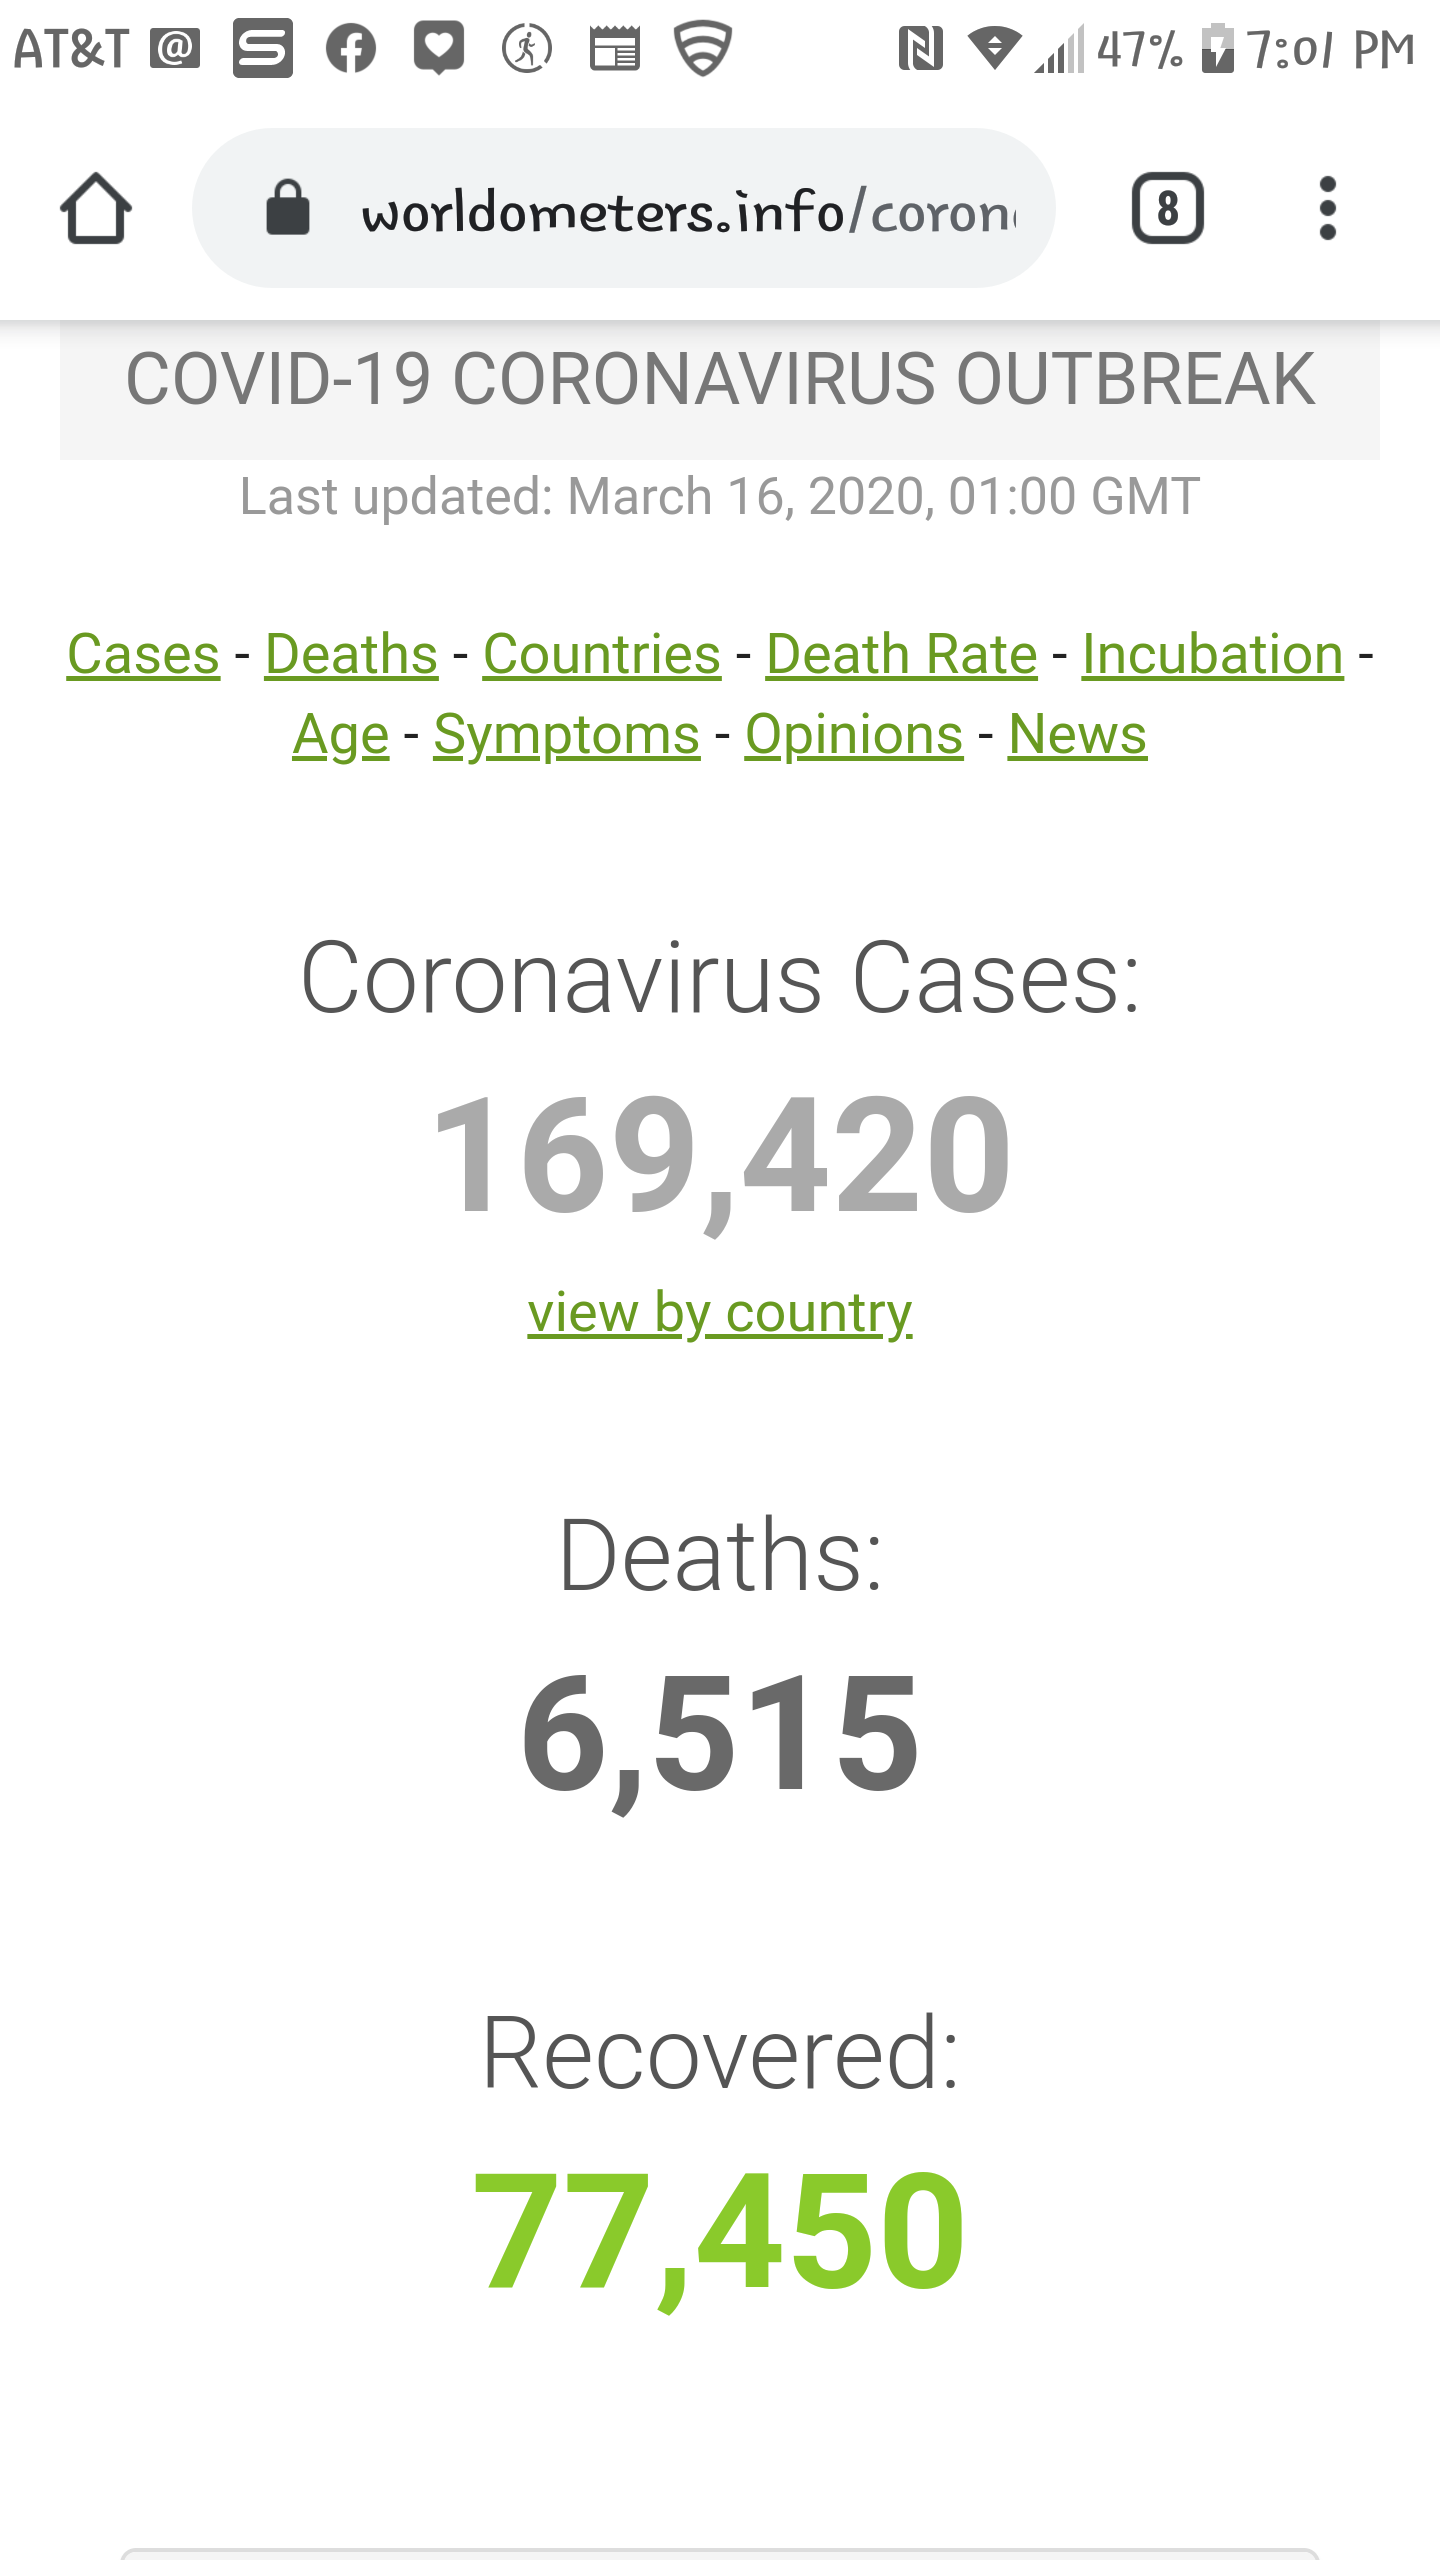 AT&T 47% 7:01 PM
worldometers.info/coron
8
COVID-19 CORONAVIRUS OUTBREAK
Last updated: March 16, 2020, 01:00 GMT
Cases - Deaths - Countries - Death Rate - Incubation -
Age - Symptoms - Opinions - News
Coronavirus Cases:
169,420
view by country
Deaths:
6,515
Recovered:
77,450